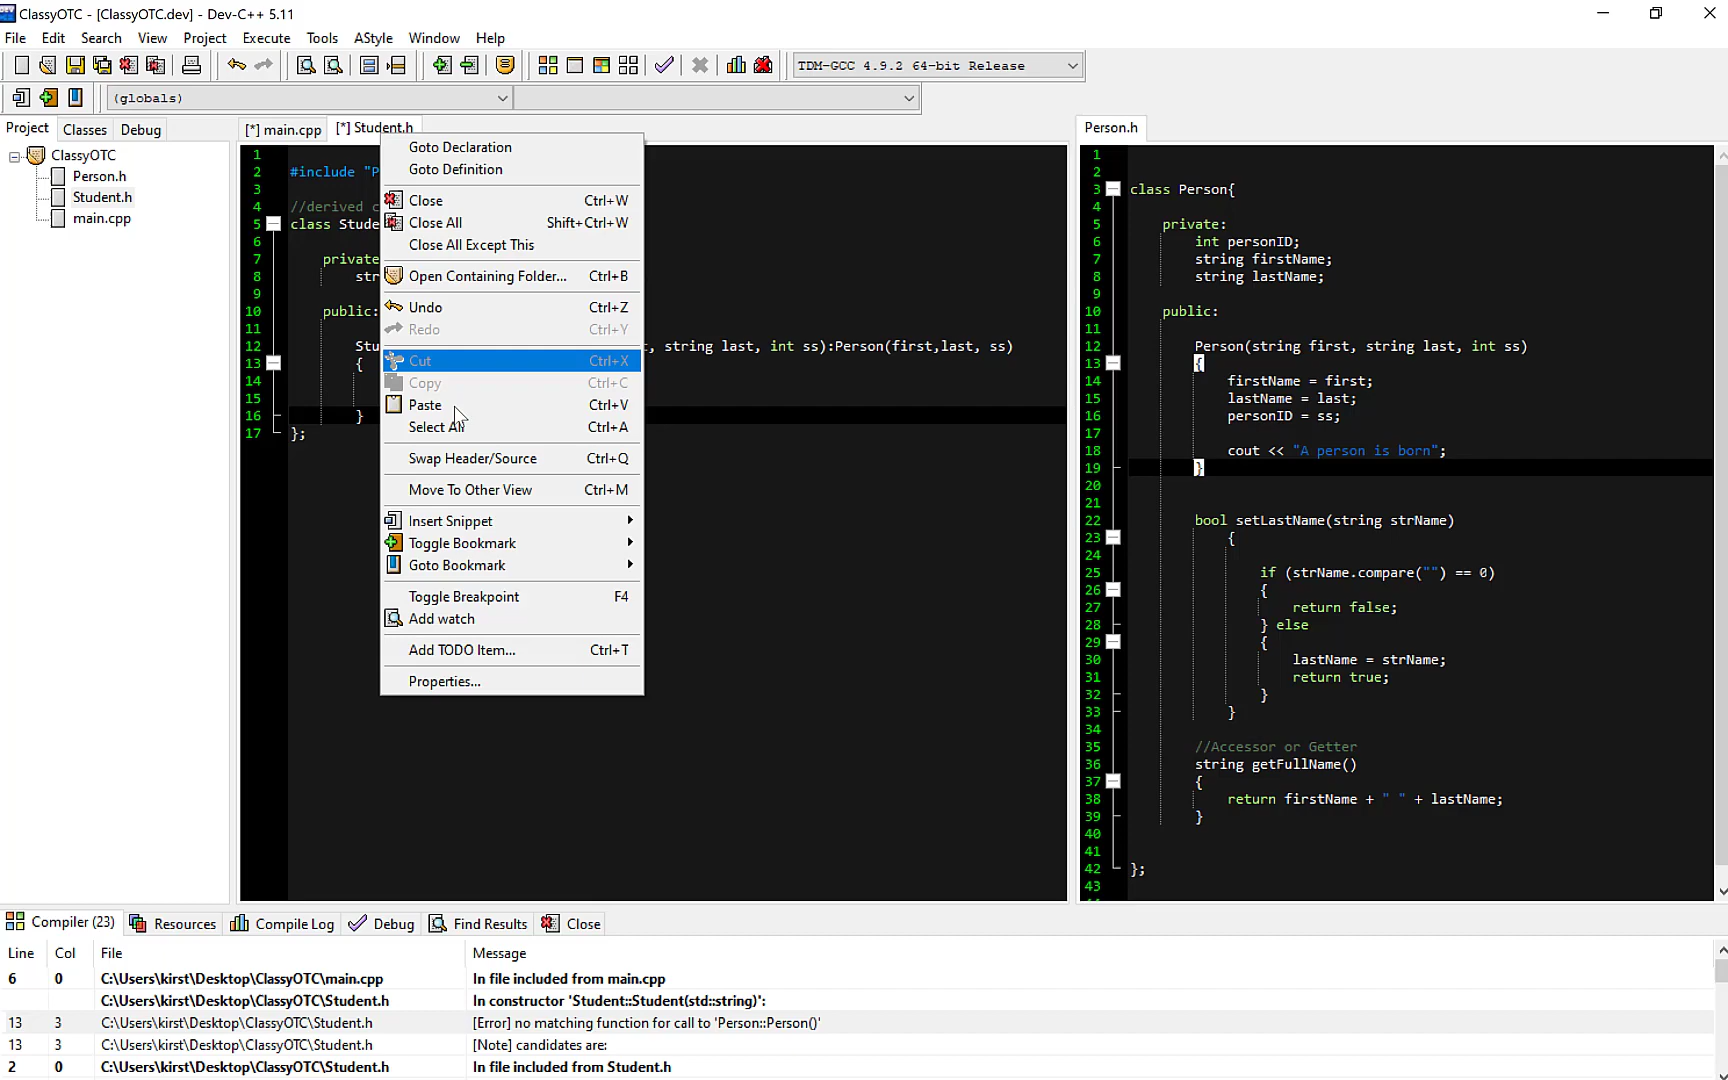 ClassyOTC - [ClassyOTC.dev] - Dev-C++ 5.11
File Edit Search View Project Execute Tools AStyle Window Help
TDM-GCC 4.9.2 64-bit Release
(globals)
Project Classes Debug
ClassyOTC
Person.h
Student.h
main.cpp
[*] main.cpp [*] Student.h
1
2 #include "P
3
4 //derived c
5 class Stude
6
7 private
8 str
9
10 public:
11
12 Stu , string last, int ss):Person(first,last, ss)
13 {
14
15
16 }
17 };
Goto Declaration
Goto Definition
Close Ctrl+W
Close All Shift+Ctrl+W
Close All Except This
Open Containing Folder... Ctrl+B
Undo Ctrl+Z
Redo Ctrl+Y
Cut Ctrl+X
Copy Ctrl+C
Paste Ctrl+V
Select All Ctrl+A
Swap Header/Source Ctrl+Q
Move To Other View Ctrl+M
Insert Snippet
Toggle Bookmark
Goto Bookmark
Toggle Breakpoint F4
Add watch
Add TODO Item... Ctrl+T
Properties...
Person.h
1
2
3 class Person{
4
5 private:
6 int personID;
7 string firstName;
8 string lastName;
9
10 public:
11
12 Person(string first, string last, int ss)
13 {
14 firstName = first;
15 lastName = last;
16 personID = ss;
17
18 cout << "A person is born";
19 }
20
21
22 bool setLastName(string strName)
23 {
24
25 if (strName.compare("") == 0)
26 {
27 return false;
28 } else
29 {
30 lastName = strName;
31 return true;
32 }
33 }
34
35 //Accessor or Getter
36 string getFullName()
37 {
38 return firstName + " " + lastName;
39 }
40
41
42 };
43
Compiler (23) Resources Compile Log Debug Find Results Close
Line Col File Message
6 0 C:\Users\kirst\Desktop\ClassyOTC\main.cpp In file included from main.cpp
C:\Users\kirst\Desktop\ClassyOTC\Student.h In constructor 'Student::Student(std::string)':
13 3 C:\Users\kirst\Desktop\ClassyOTC\Student.h [Error] no matching function for call to 'Person::Person()'
13 3 C:\Users\kirst\Desktop\ClassyOTC\Student.h [Note] candidates are:
2 0 C:\Users\kirst\Desktop\ClassyOTC\Student.h In file included from Student.h